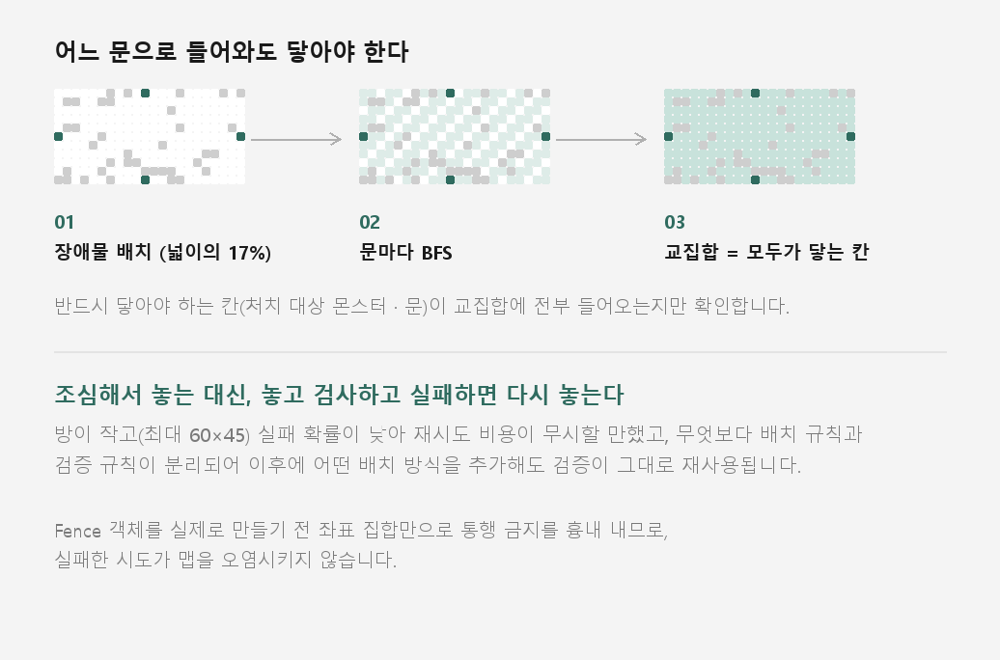 어느 문으로 들어와도 닿아야 한다
01
장애물 배치 (넓이의 17%)
02
문마다 BFS
03
교집합 = 모두가 닿는 칸
반드시 닿아야 하는 칸(처치 대상 몬스터 · 문)이 교집합에 전부 들어오는지만 확인합니다.
조심해서 놓는 대신, 놓고 검사하고 실패하면 다시 놓는다
방이 작고(최대 60×45) 실패 확률이 낮아 재시도 비용이 무시할 만했고, 무엇보다 배치 규칙과
검증 규칙이 분리되어 이후에 어떤 배치 방식을 추가해도 검증이 그대로 재사용됩니다.
Fence 객체를 실제로 만들기 전 좌표 집합만으로 통행 금지를 흉내 내므로,
실패한 시도가 맵을 오염시키지 않습니다.